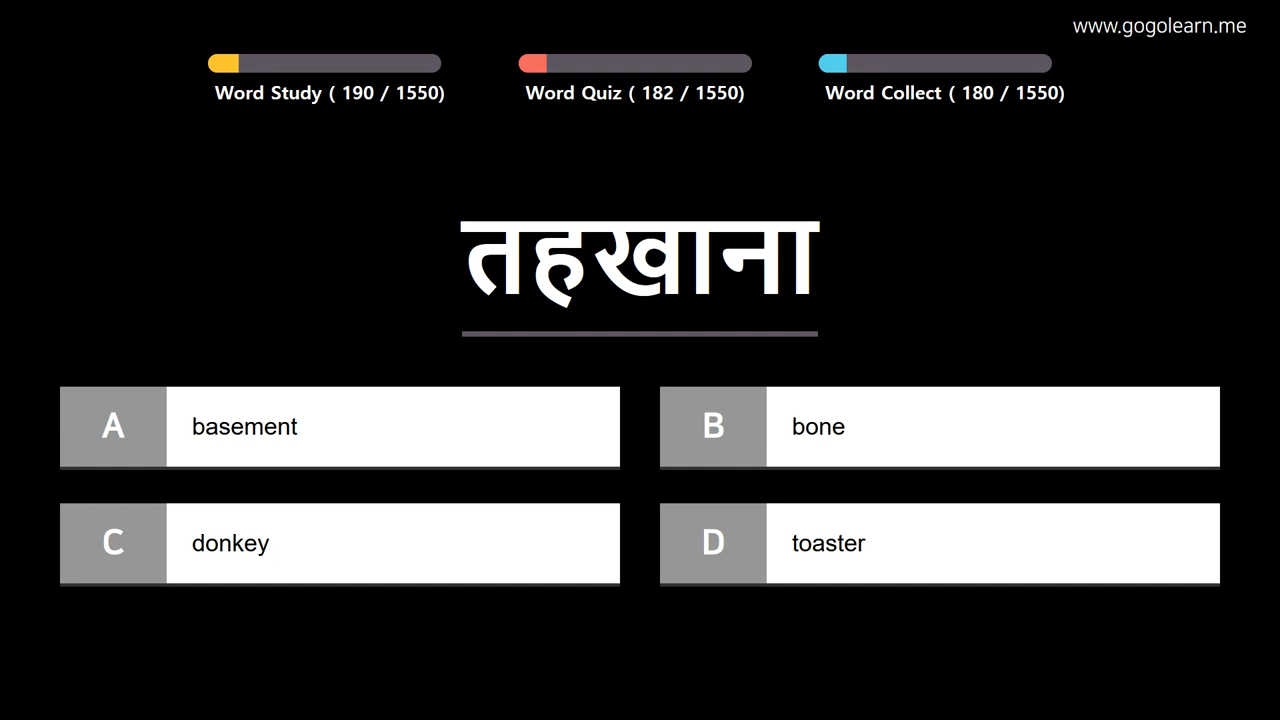 www.gogolearn.me
Word Study ( 190 / 1550)
Word Quiz ( 182 / 1550)
Word Collect ( 180 / 1550)
तहखाना
A basement
B bone
C donkey
D toaster